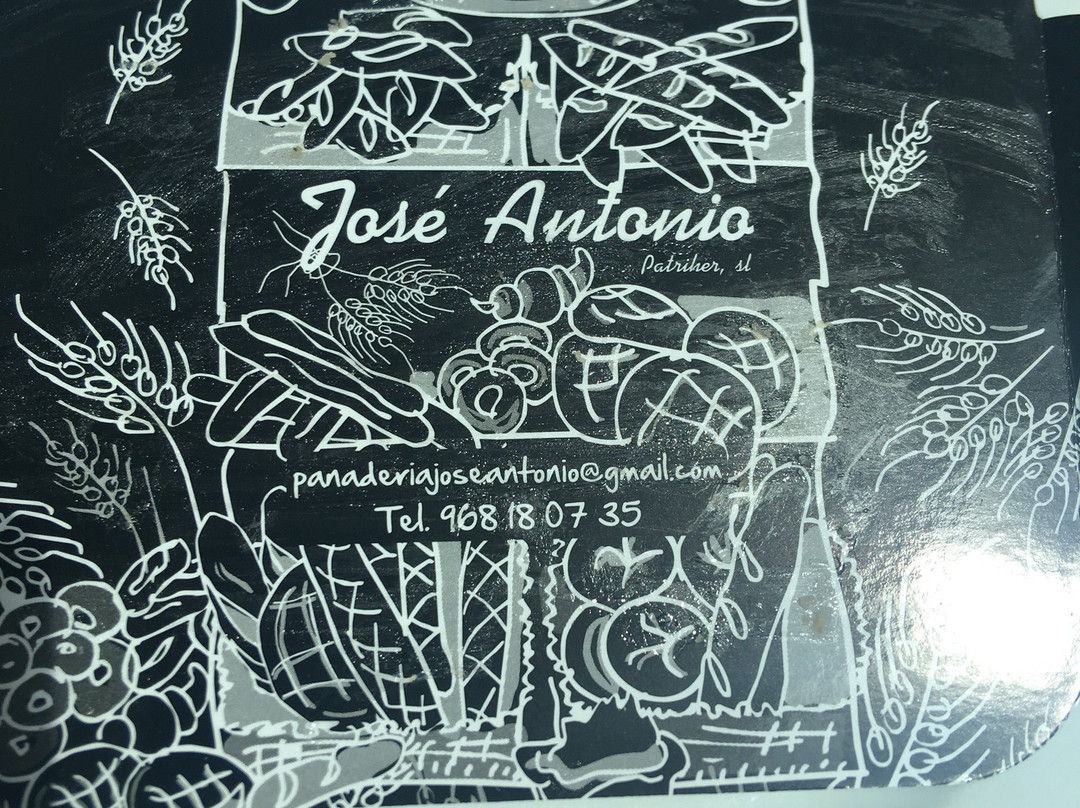 José Antonio
Patriher, sl
panaderiajoseantonio@gmail.com
Tel. 968 18 07 35